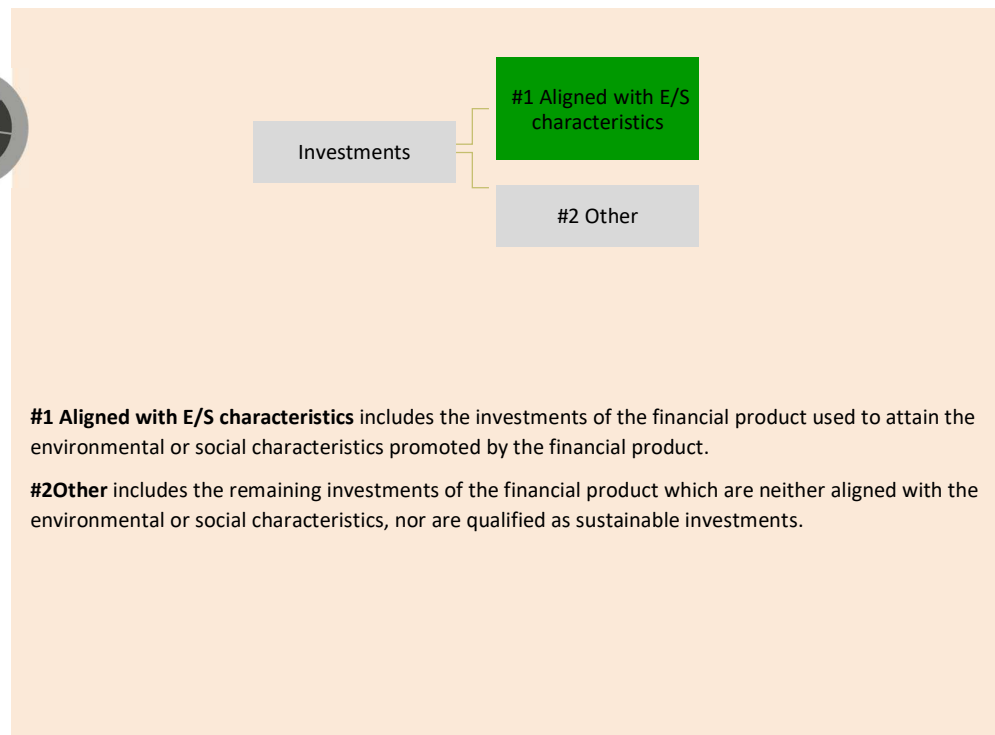 #1 Aligned with E/S
characteristics
Investments
#2 Other
#1 Aligned with E/S characteristics includes the investments of the financial product used to attain the
environmental or social characteristics promoted by the financial product.
#2Other includes the remaining investments of the financial product which are neither aligned with the
environmental or social characteristics, nor are qualified as sustainable investments.